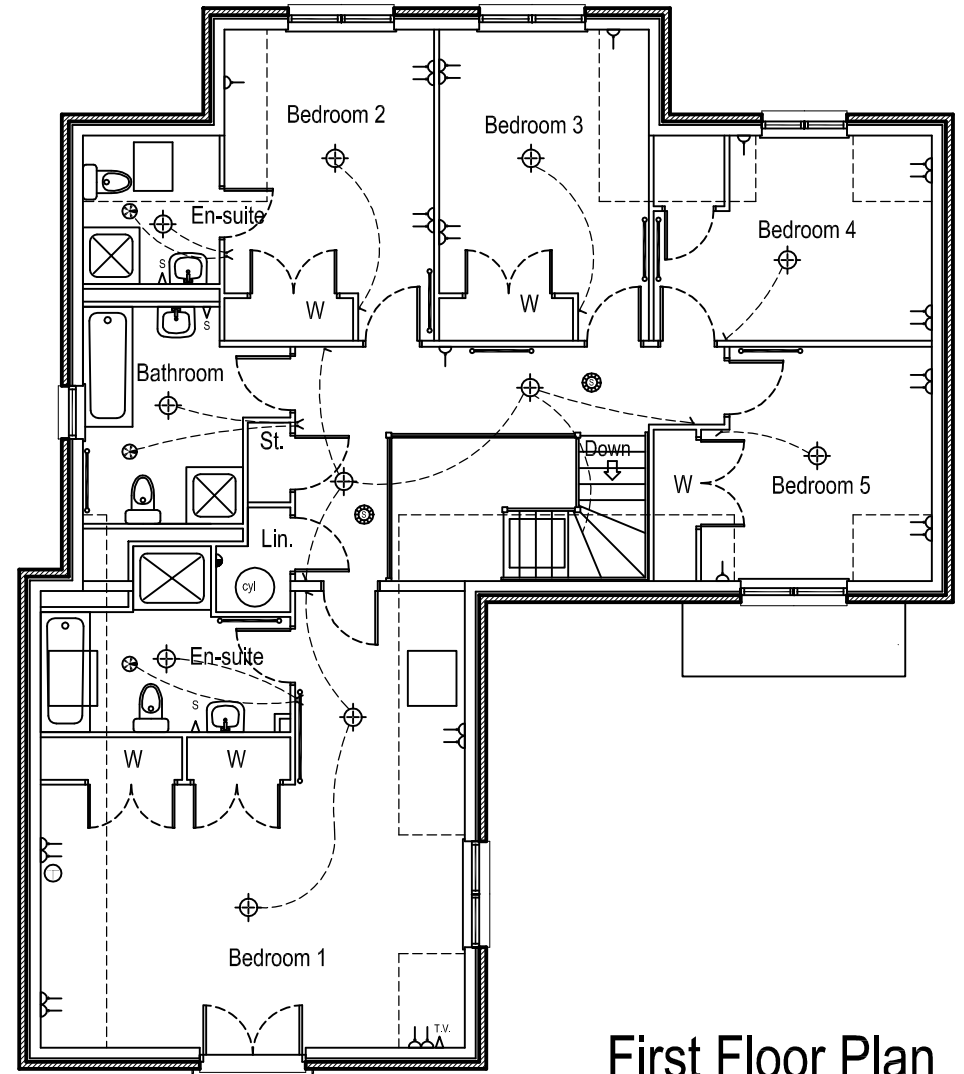 Bedroom 2
Bedroom 3
En-suite
Bedroom 4
S
W
W
S
Bathroom
S
S
St.
Down
W
Bedroom 5
S
Lin.
cyl
En-suite
S
W
W
T
Bedroom 1
T.V.
First Floor Plan